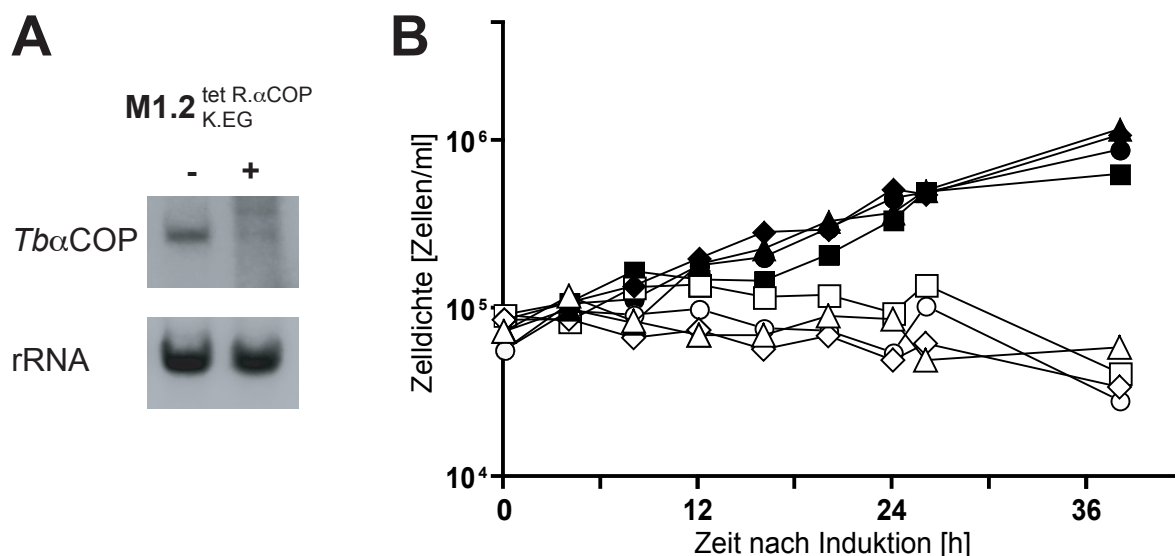 A
M1.2 tet R.αCOP
K.EG
- +
TbαCOP
rRNA
B
Zelldichte [Zellen/ml]
10⁶
10⁵
10⁴
0 12 24 36
Zeit nach Induktion [h]